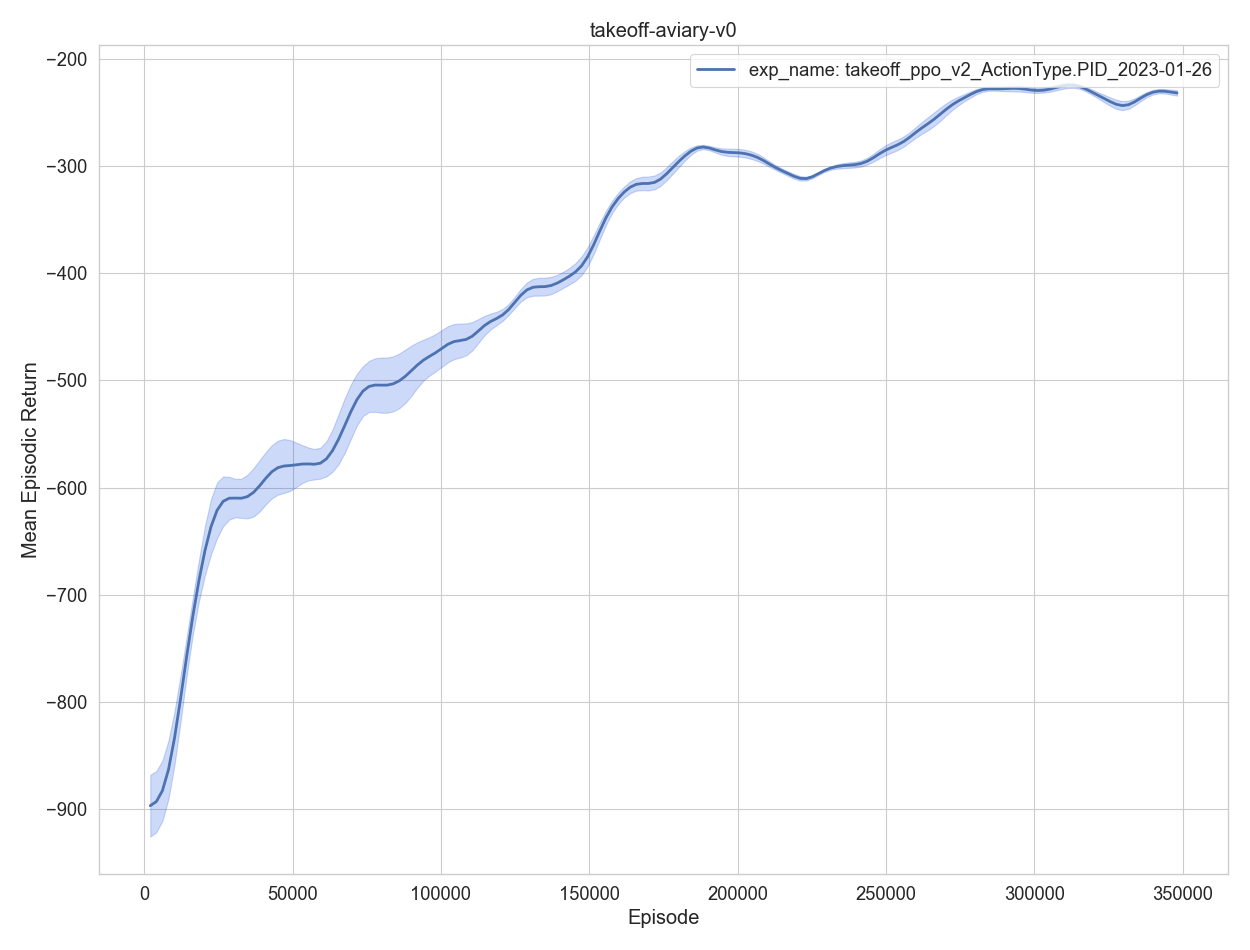 takeoff-aviary-v0
exp_name: takeoff_ppo_v2_ActionType.PID_2023-01-26
−200
−300
−400
−500
−600
−700
−800
−900
Mean Episodic Return
0 50000 100000 150000 200000 250000 300000 350000
Episode